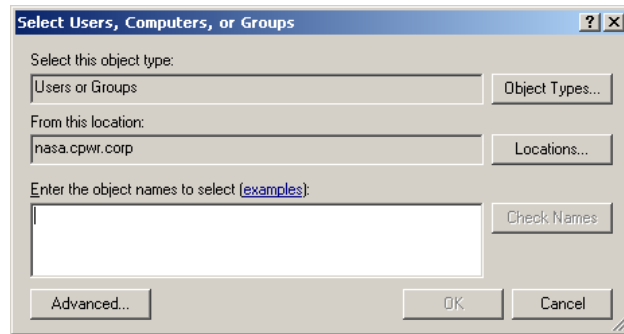 Select Users, Computers, or Groups
Select this object type:
Users or Groups
Object Types...
From this location:
nasa.cpwr.corp
Locations...
Enter the object names to select (examples):
Check Names
Advanced...
OK
Cancel